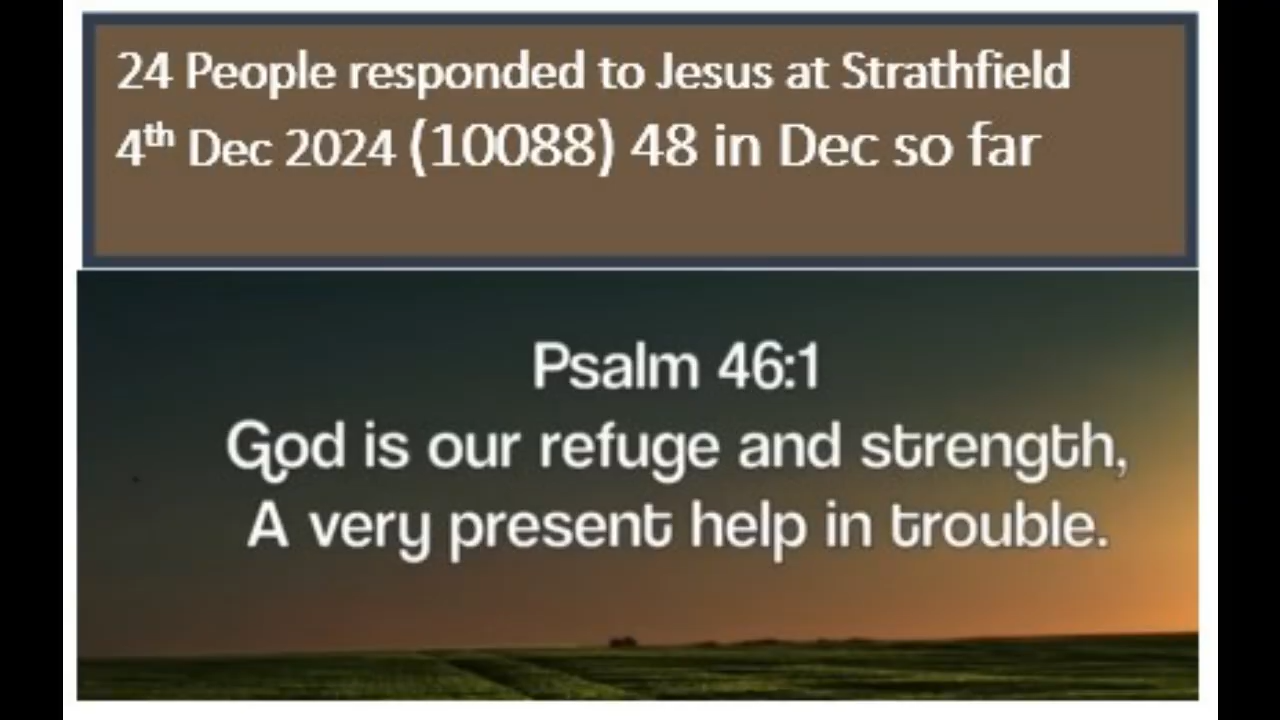 24 People responded to Jesus at Strathfield
4th Dec 2024 (10088) 48 in Dec so far
Psalm 46:1
God is our refuge and strength,
A very present help in trouble.